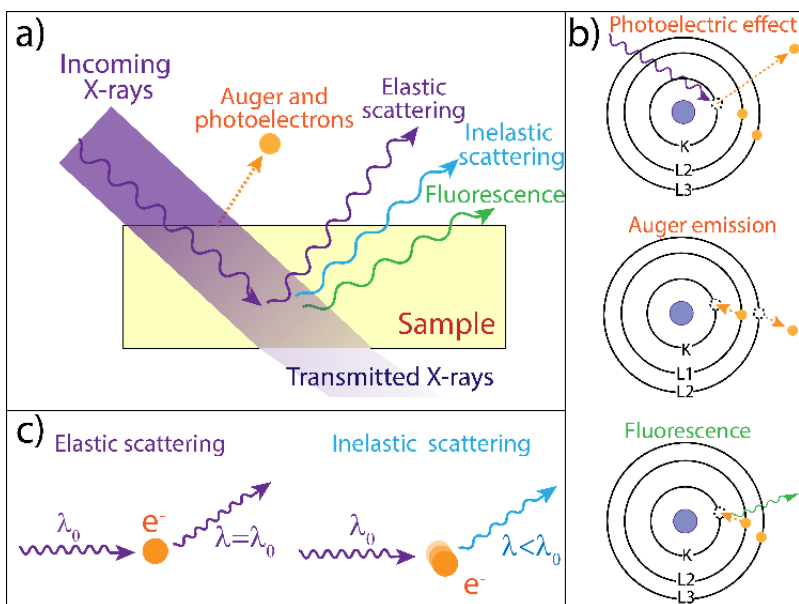 a)
Incoming
X-rays
Auger and
photoelectrons
Elastic
scattering
Inelastic
scattering
Fluorescence
Sample
Transmitted X-rays
b)
Photoelectric effect
K
L2
L3
Auger emission
K
L1
L2
Fluorescence
K
L2
L3
c)
Elastic scattering
λ₀
e⁻
λ=λ₀
Inelastic scattering
λ₀
e⁻
λ<λ₀